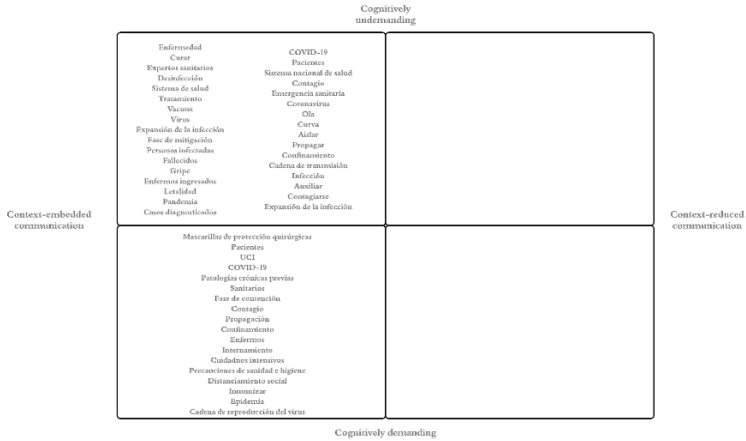 Cognitively
undemanding
Enfermedad
Curar
Expertos sanitarios
Desinfección
Sistema de salud
Tratamiento
Vacuna
Virus
Expansión de la infección
Fase de mitigación
Personas infectadas
Fallecidos
Gripe
Enfermos ingresados
Letalidad
Pandemia
Casos diagnosticados
COVID-19
Pacientes
Sistema nacional de salud
Contagio
Emergencia sanitaria
Coronavirus
Ola
Curva
Aislar
Propagar
Confinamiento
Cadena de transmisión
Infección
Auxiliar
Contagiarse
Expansión de la infección
Context-embedded
communication
Context-reduced
communication
Mascarillas de protección quirúrgicas
Pacientes
UCI
COVID-19
Patologías crónicas previas
Sanitarios
Fase de contención
Contagio
Propagación
Confinamiento
Enfermos
Internamiento
Cuidados intensivos
Precauciones de sanidad e higiene
Distanciamiento social
Inmunizar
Epidemia
Cadena de reproducción del virus
Cognitively demanding